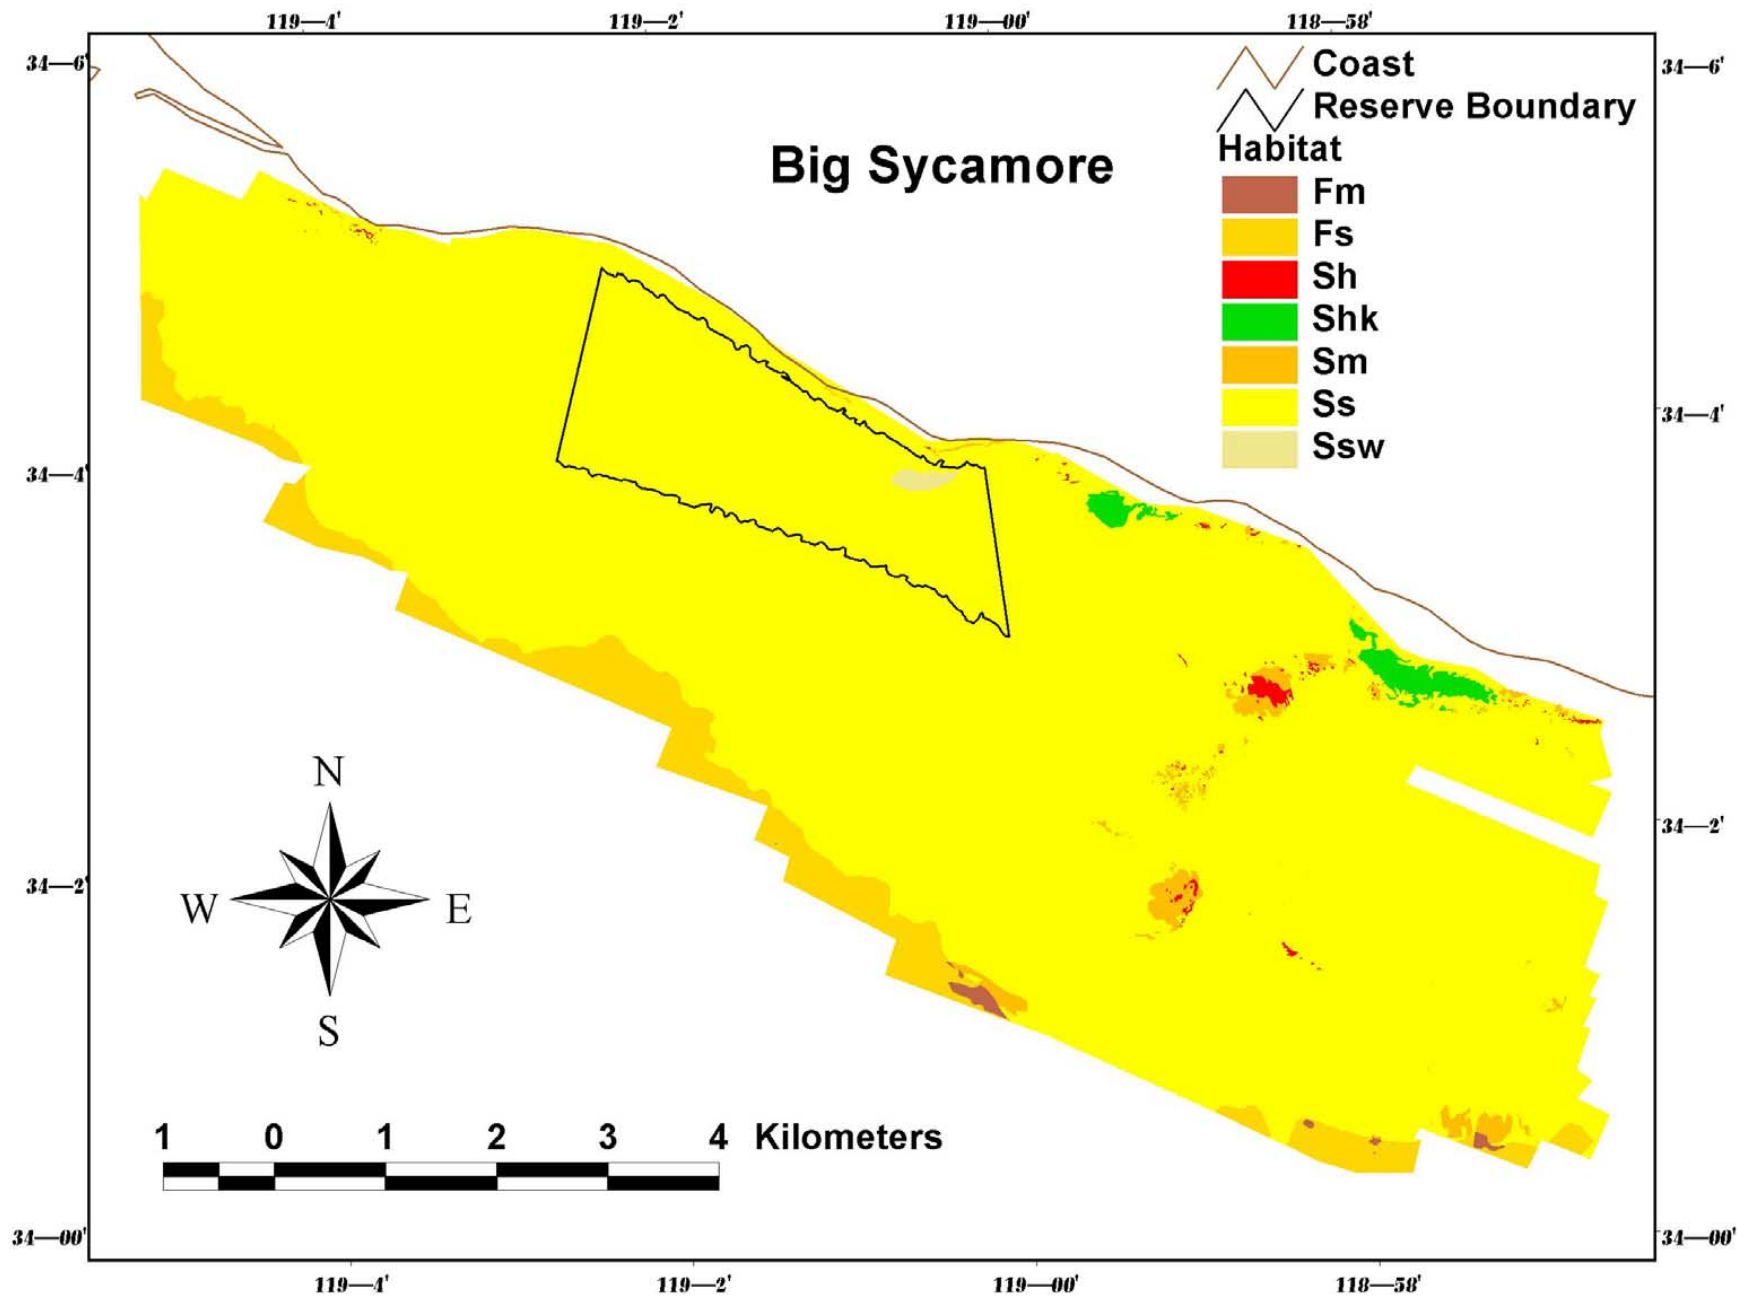 119—4' 119—2' 119—00' 118—58'
34—6' 34—6'
Coast
Reserve Boundary
Big Sycamore
Habitat
Fm
Fs
Sh
Shk
Sm
Ss
Ssw
34—4'
34—4'
N
W E
S
34—2'
34—2'
1 0 1 2 3 4 Kilometers
34—00' 34—00'
119—4' 119—2' 119—00' 118—58'